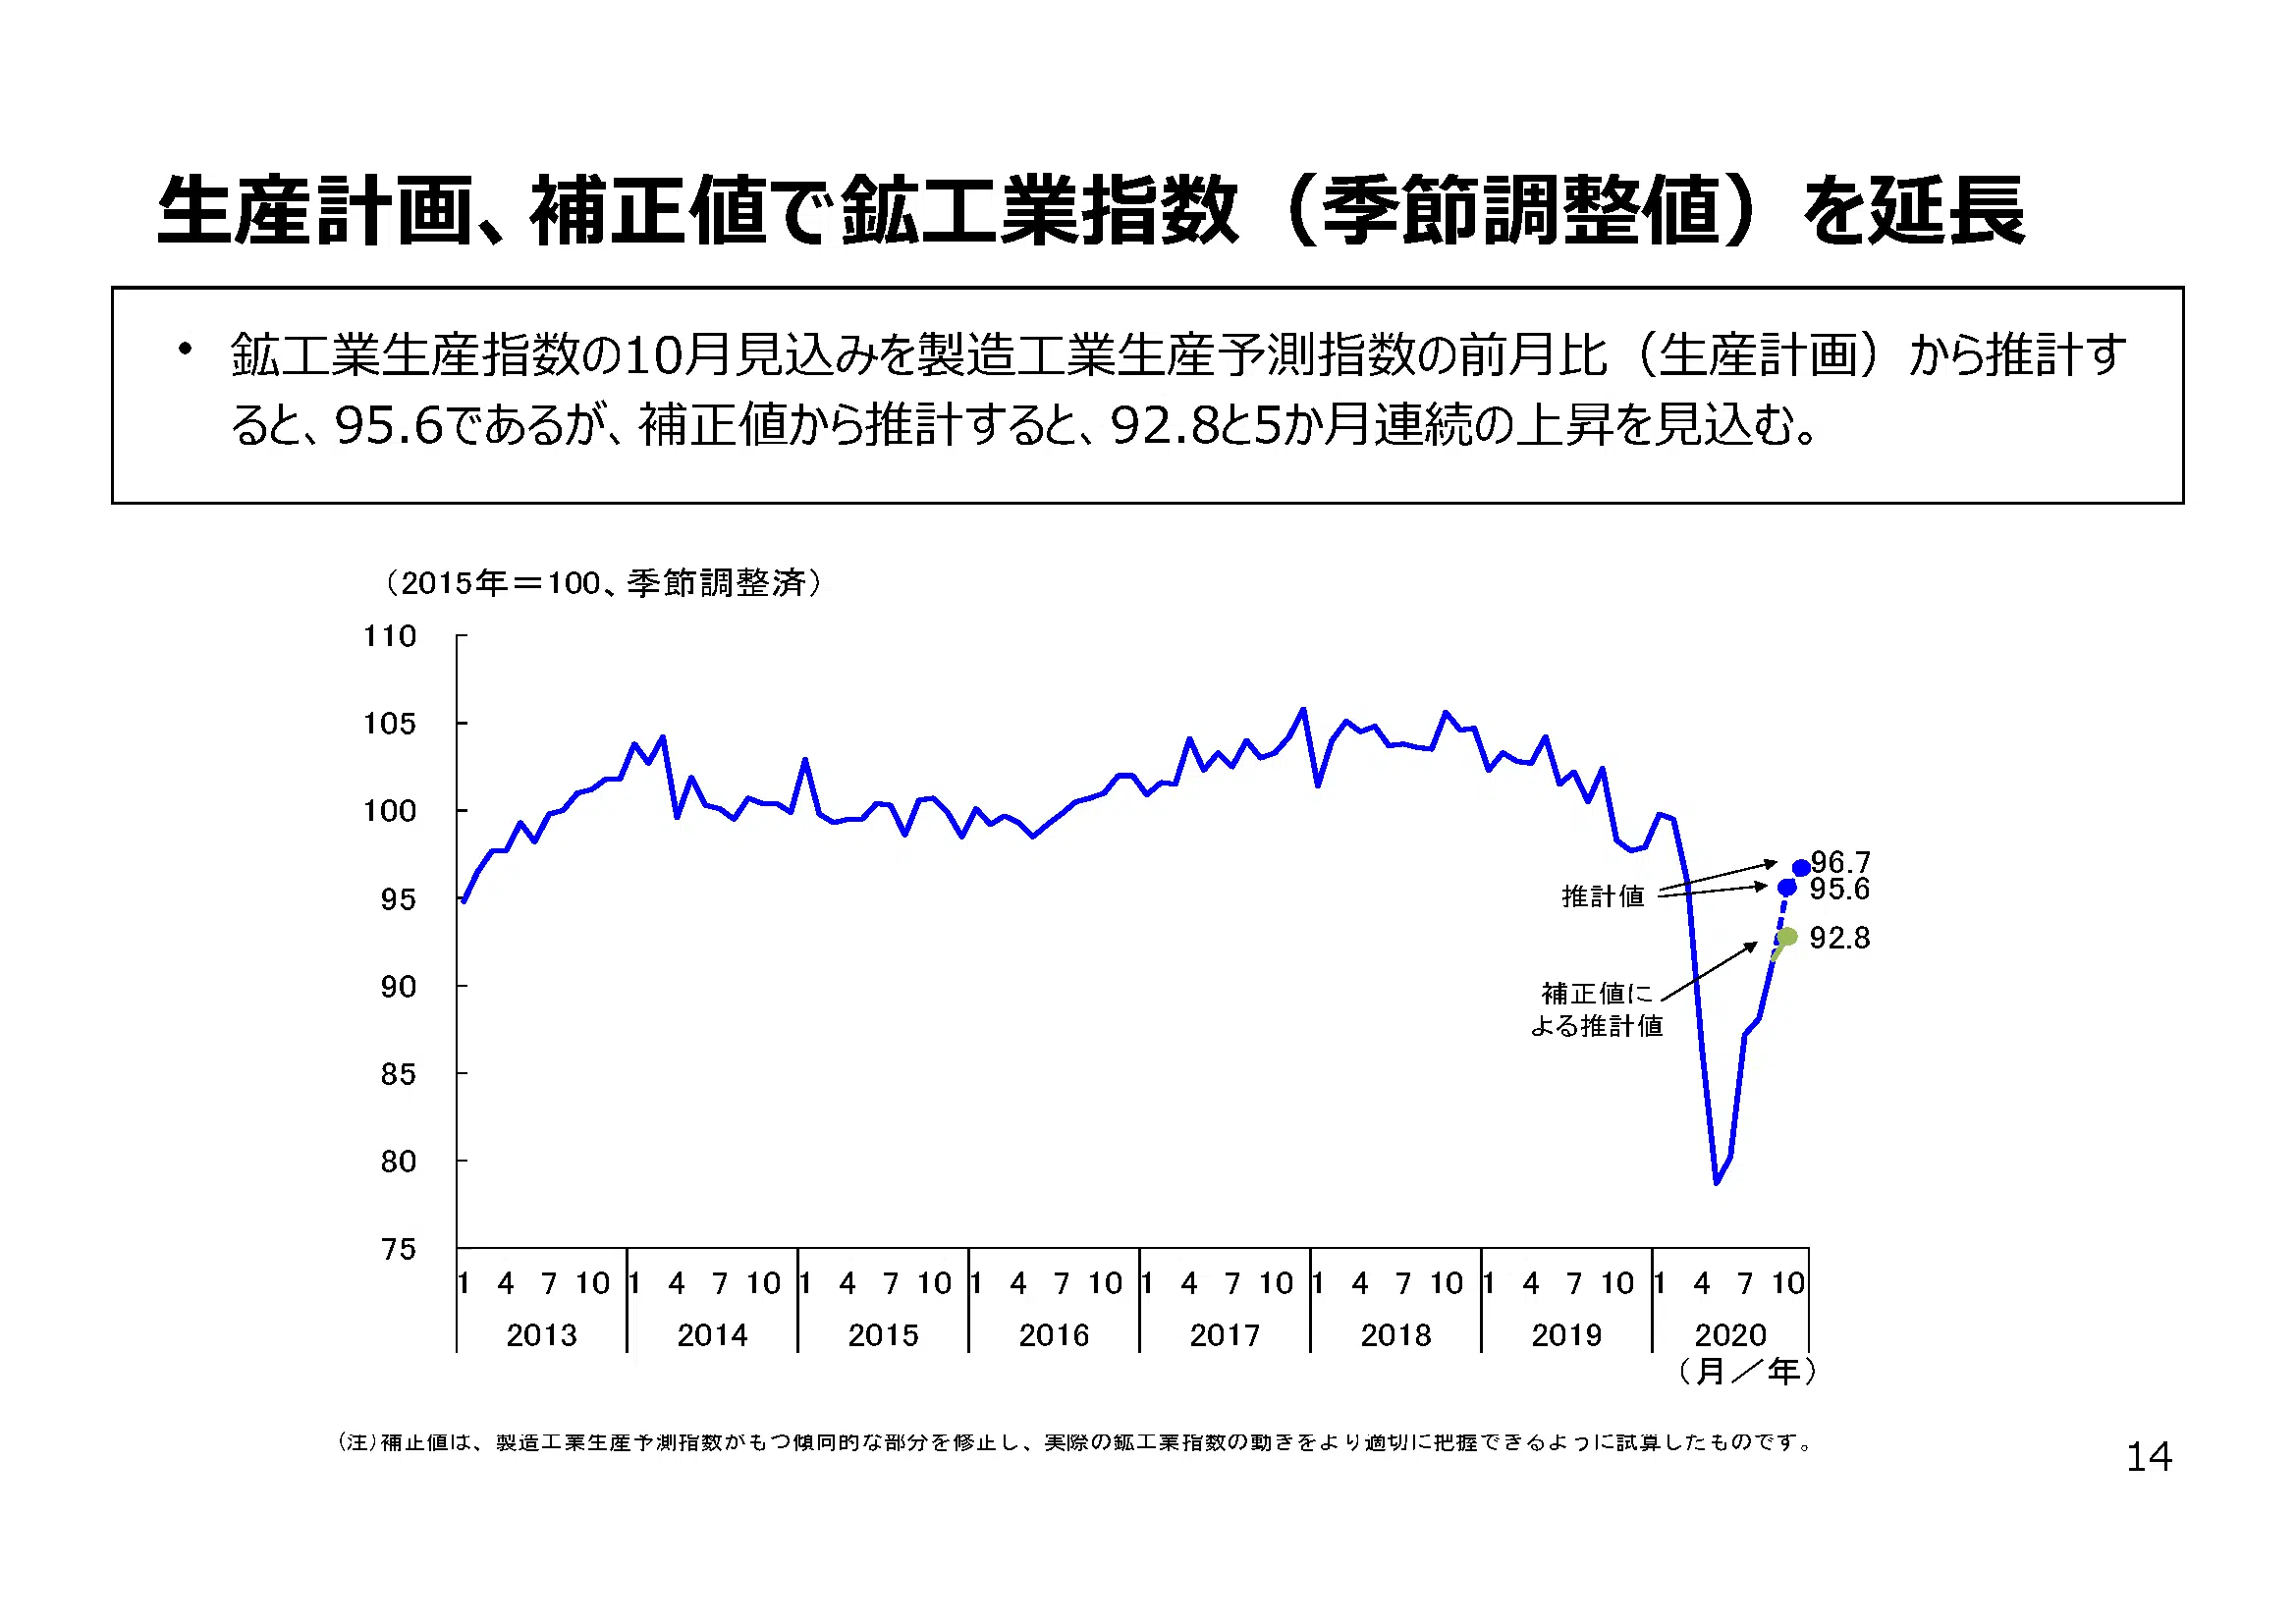 生産計画、補正値で鉱工業指数（季節調整値）を延長
• 鉱工業生産指数の10月見込みを製造工業生産予測指数の前月比（生産計画）から推計す
ると、95.6であるが、補正値から推計すると、92.8と5か月連続の上昇を見込む。
（2015年＝100、季節調整済）
110
105
100
95
90
85
80
75
96.7
95.6
推計値
92.8
補正値に
よる推計値
1 4 7 10 1 4 7 10 1 4 7 10 1 4 7 10 1 4 7 10 1 4 7 10 1 4 7 10 1 4 7 10
2013 2014 2015 2016 2017 2018 2019 2020
（月／年）
(注)補正値は、製造工業生産予測指数がもつ傾向的な部分を修正し、実際の鉱工業指数の動きをより適切に把握できるように試算したものです。
14